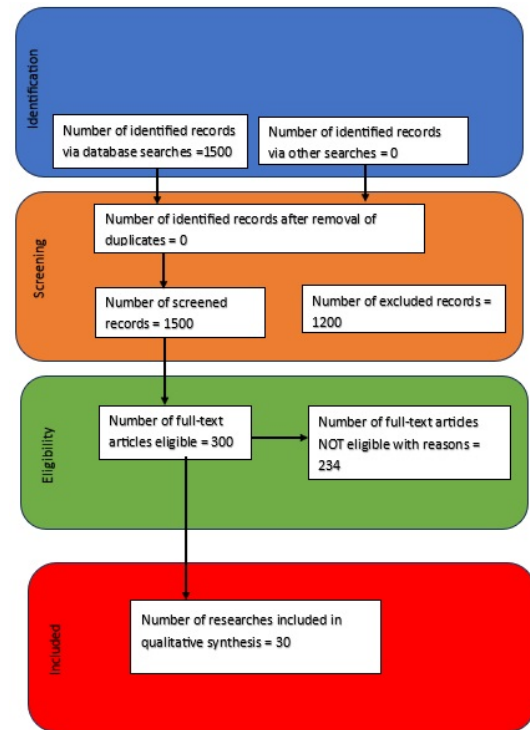 Identification
Number of identified records
via database searches =1500
Number of identified records
via other searches = 0
Screening
Number of identified records after removal of
duplicates = 0
Number of screened
records = 1500
Number of excluded records =
1200
Eligibility
Number of full-text
articles eligible = 300
Number of full-text articles
NOT eligible with reasons =
234
Included
Number of researches included in
qualitative synthesis = 30